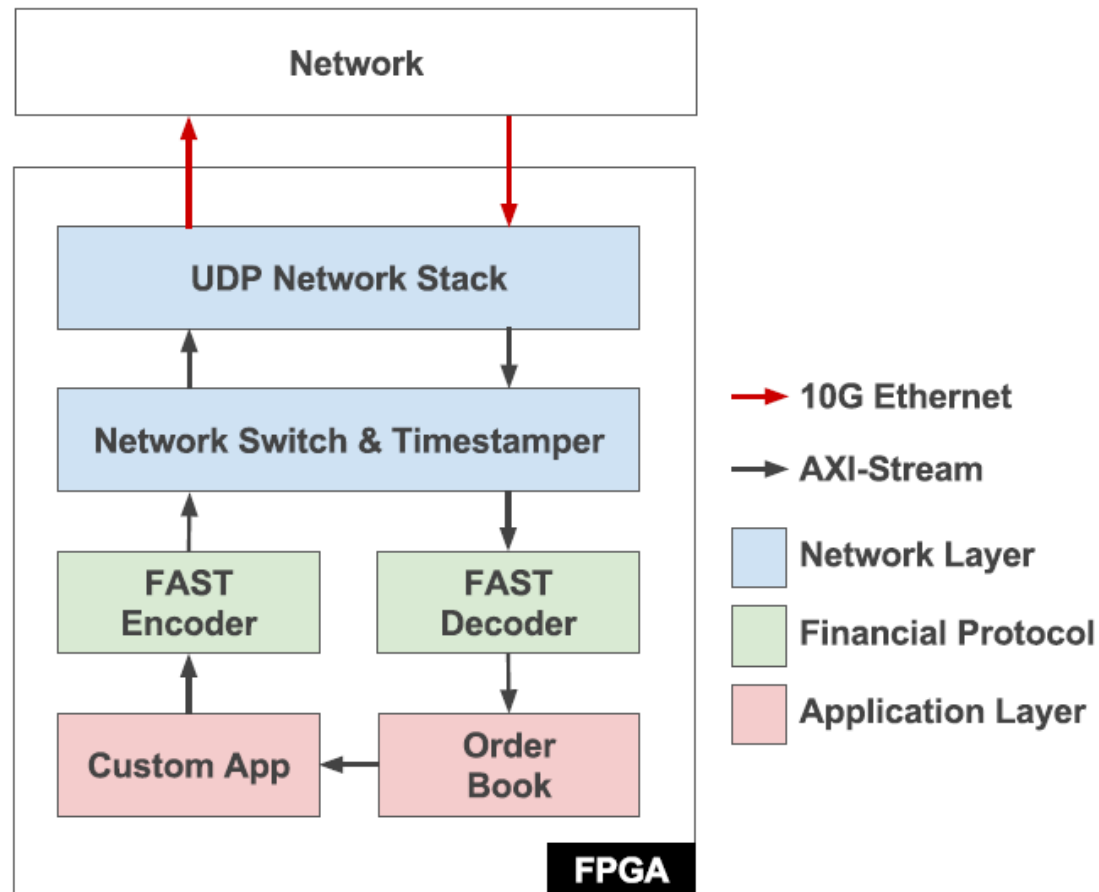 Network
UDP Network Stack
Network Switch & Timestamper
FAST
Encoder
FAST
Decoder
Custom App
Order
Book
FPGA
10G Ethernet
AXI-Stream
Network Layer
Financial Protocol
Application Layer